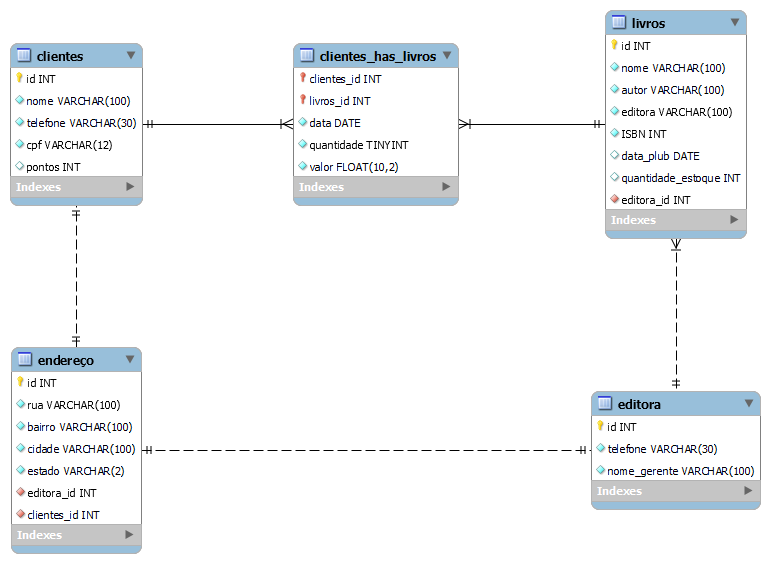 clientes
id INT
nome VARCHAR(100)
telefone VARCHAR(30)
cpf VARCHAR(12)
pontos INT
Indexes
clientes_has_livros
clientes_id INT
livros_id INT
data DATE
quantidade TINYINT
valor FLOAT(10,2)
Indexes
livros
id INT
nome VARCHAR(100)
autor VARCHAR(100)
editora VARCHAR(100)
ISBN INT
data_plub DATE
quantidade_estoque INT
editora_id INT
Indexes
endereço
id INT
rua VARCHAR(100)
bairro VARCHAR(100)
cidade VARCHAR(100)
estado VARCHAR(2)
editora_id INT
clientes_id INT
Indexes
editora
id INT
telefone VARCHAR(30)
nome_gerente VARCHAR(100)
Indexes